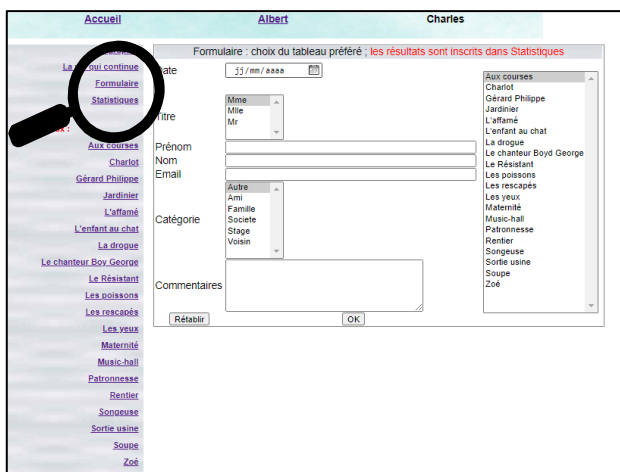 Accueil Albert Charles
Formulaire : choix du tableau préféré ; les résultats sont inscrits dans Statistiques
qui continue
Formulaire
Statistiques
Aux courses
Charlot
Gérard Philippe
Jardinier
L'affamé
L'enfant au chat
La drogue
Le chanteur Boy George
Le Résistant
Les poissons
Les rescapés
Les yeux
Maternité
Music-hall
Patronnesse
Rentier
Songeuse
Sortie usine
Soupe
Zoé
jj/mm/aaaa
Titre
Mme
Mlle
Mr
Prénom
Nom
Email
Catégorie
Autre
Ami
Famille
Societe
Stage
Voisin
Commentaires
Rétablir OK
Aux courses
Charlot
Gérard Philippe
Jardinier
L'affamé
L'enfant au chat
La drogue
Le chanteur Boyd George
Le Résistant
Les poissons
Les rescapés
Les yeux
Maternité
Music-hall
Patronnesse
Rentier
Songeuse
Sortie usine
Soupe
Zoé